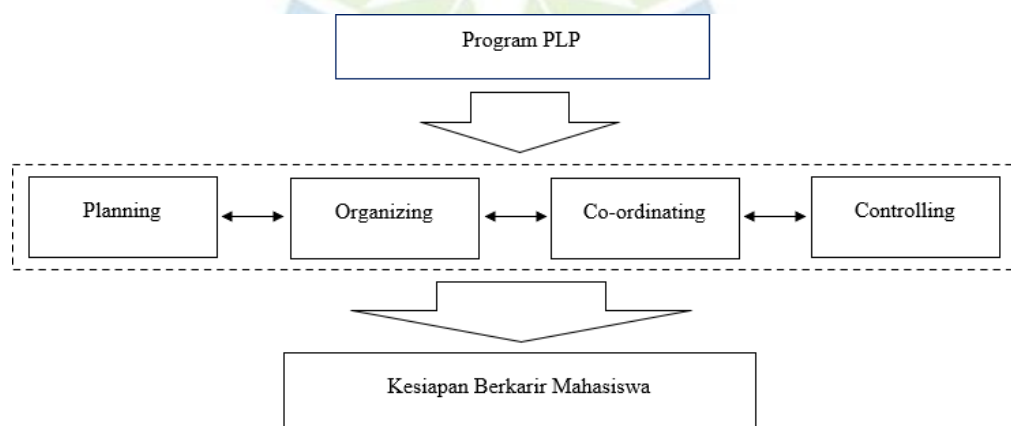 Program PLP
Planning
Organizing
Co-ordinating
Controlling
Kesiapan Berkarir Mahasiswa